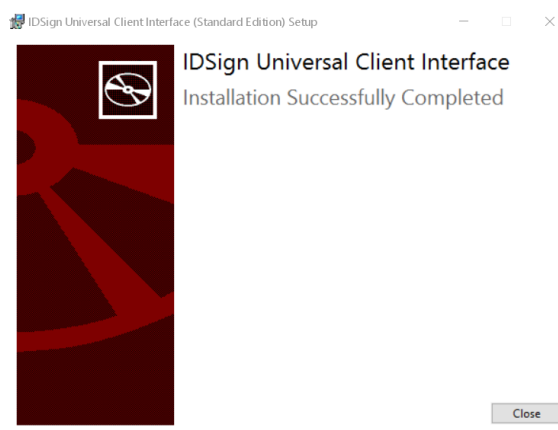 IDSign Universal Client Interface (Standard Edition) Setup
IDSign Universal Client Interface
Installation Successfully Completed
Close